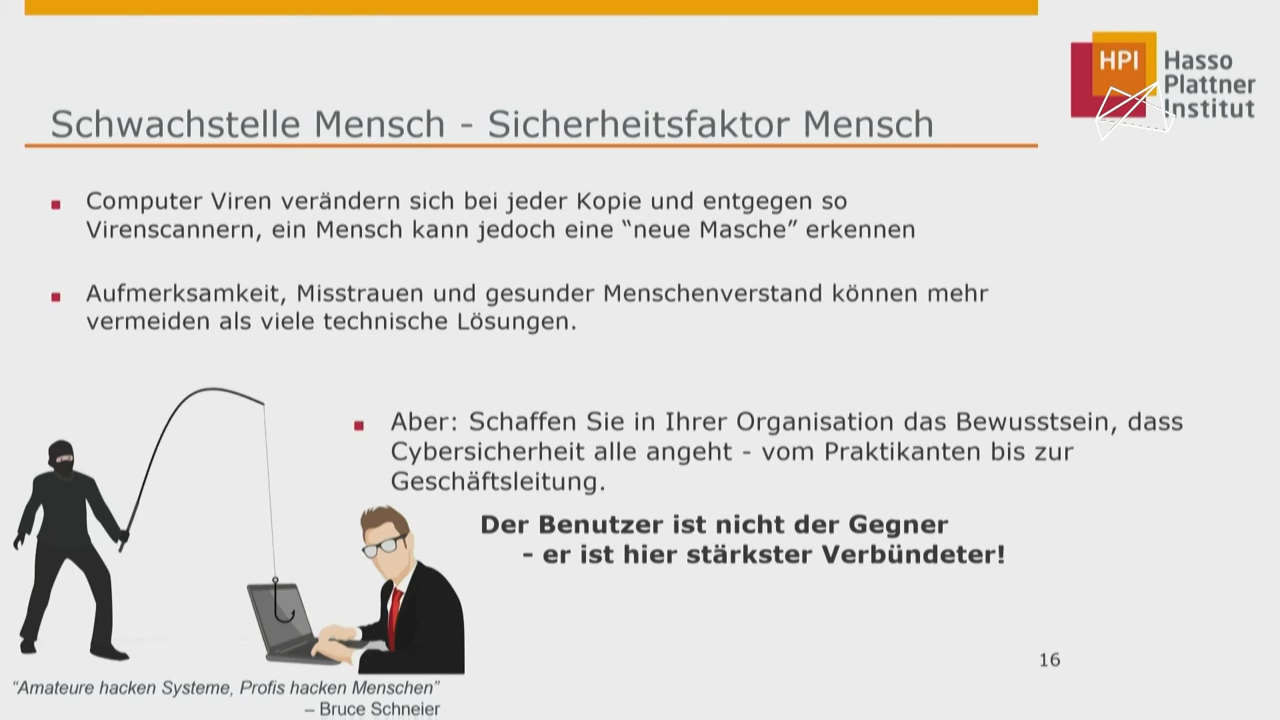 HPI Hasso
Plattner
Institut
Schwachstelle Mensch - Sicherheitsfaktor Mensch
Computer Viren verändern sich bei jeder Kopie und entgegen so
Virenscannern, ein Mensch kann jedoch eine “neue Masche” erkennen
Aufmerksamkeit, Misstrauen und gesunder Menschenverstand können mehr
vermeiden als viele technische Lösungen.
Aber: Schaffen Sie in Ihrer Organisation das Bewusstsein, dass
Cybersicherheit alle angeht - vom Praktikanten bis zur
Geschäftsleitung.
Der Benutzer ist nicht der Gegner
- er ist hier stärkster Verbündeter!
16
“Amateure hacken Systeme, Profis hacken Menschen”
– Bruce Schneier